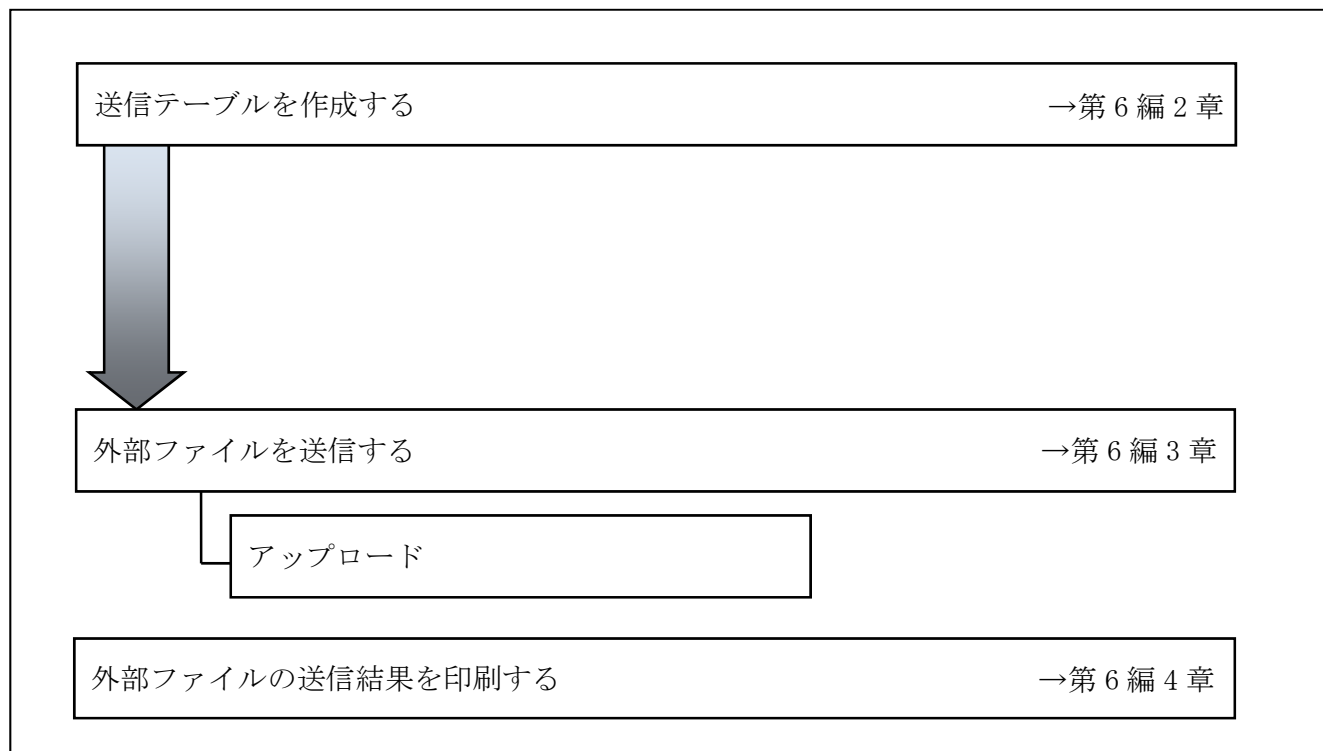 送信テーブルを作成する →第6編2章
外部ファイルを送信する →第6編3章
アップロード
外部ファイルの送信結果を印刷する →第6編4章